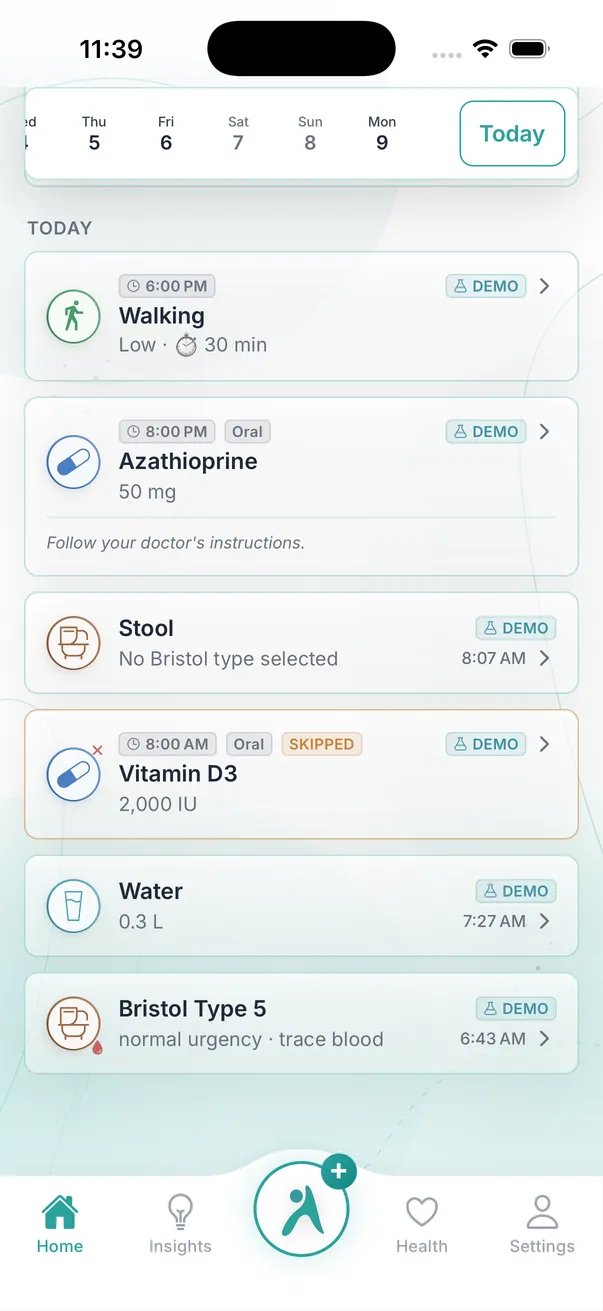 11:39
Thu Fri Sat Sun Mon
5 6 7 8 9
Today
TODAY
6:00 PM DEMO
Walking
Low · ⏱ 30 min
8:00 PM Oral DEMO
Azathioprine
50 mg
Follow your doctor's instructions.
Stool DEMO
No Bristol type selected 8:07 AM
8:00 AM Oral SKIPPED DEMO
Vitamin D3
2,000 IU
Water DEMO
0.3 L 7:27 AM
Bristol Type 5 DEMO
normal urgency · trace blood 6:43 AM
Home Insights Health Settings